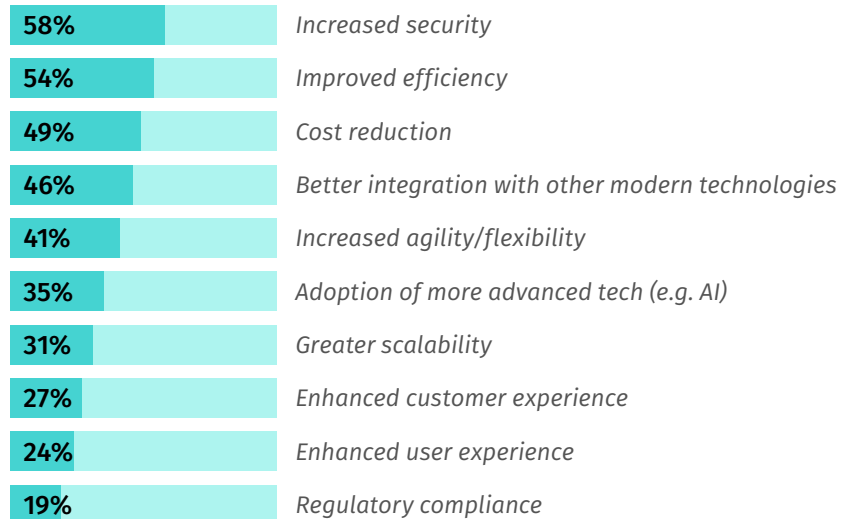 58% Increased security
54% Improved efficiency
49% Cost reduction
46% Better integration with other modern technologies
41% Increased agility/flexibility
35% Adoption of more advanced tech (e.g. AI)
31% Greater scalability
27% Enhanced customer experience
24% Enhanced user experience
19% Regulatory compliance